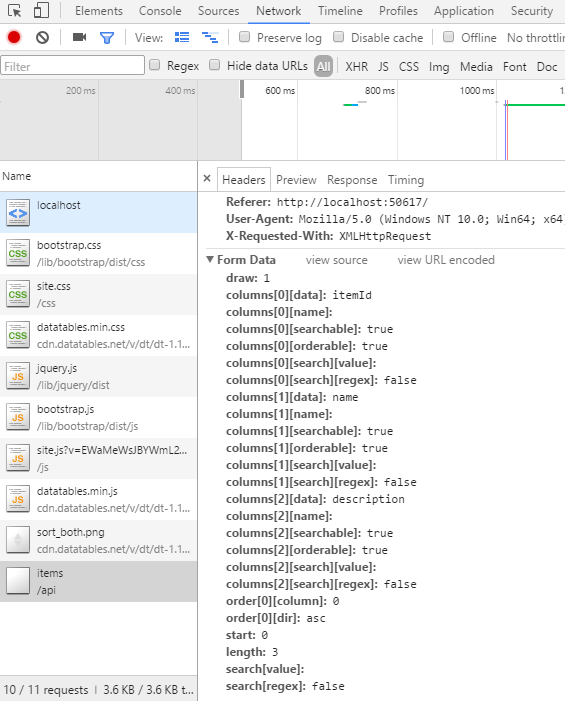 Elements Console Sources Network Timeline Profiles Application Security
View: Preserve log Disable cache Offline No throttlin
Filter Regex Hide data URLs All XHR JS CSS Img Media Font Doc
200 ms 400 ms 600 ms 800 ms 1000 ms 1
Name
localhost
bootstrap.css
/lib/bootstrap/dist/css
site.css
/css
datatables.min.css
cdn.datatables.net/v/dt/dt-1.1...
jquery.js
/lib/jquery/dist
bootstrap.js
/lib/bootstrap/dist/js
site.js?v=EWaMeWsJBYWmL2...
/js
datatables.min.js
cdn.datatables.net/v/dt/dt-1.1...
sort_both.png
cdn.datatables.net/v/dt/dt-1.1...
items
/api
10 / 11 requests | 3.6 KB / 3.6 KB t...
× Headers Preview Response Timing
Referer: http://localhost:50617/
User-Agent: Mozilla/5.0 (Windows NT 10.0; Win64; x64
X-Requested-With: XMLHttpRequest
Form Data view source view URL encoded
draw: 1
columns[0][data]: itemId
columns[0][name]:
columns[0][searchable]: true
columns[0][orderable]: true
columns[0][search][value]:
columns[0][search][regex]: false
columns[1][data]: name
columns[1][name]:
columns[1][searchable]: true
columns[1][orderable]: true
columns[1][search][value]:
columns[1][search][regex]: false
columns[2][data]: description
columns[2][name]:
columns[2][searchable]: true
columns[2][orderable]: true
columns[2][search][value]:
columns[2][search][regex]: false
order[0][column]: 0
order[0][dir]: asc
start: 0
length: 3
search[value]:
search[regex]: false